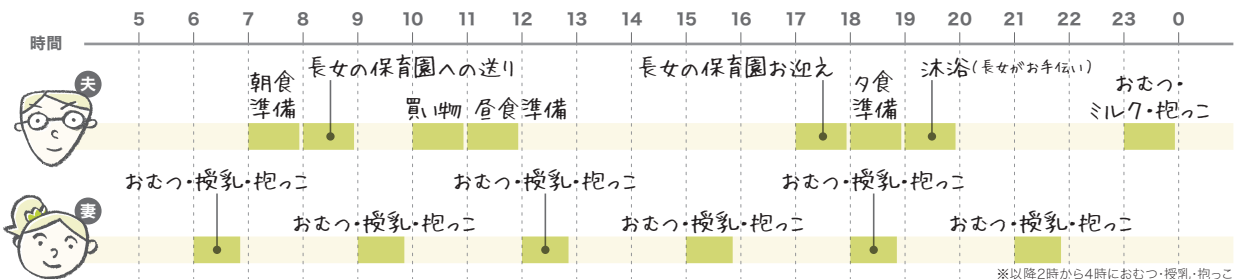 5 6 7 8 9 10 11 12 13 14 15 16 17 18 19 20 21 22 23 0
時間
夫
朝食
準備
長女の保育園への送り
買い物
昼食準備
長女の保育園お迎え
夕食
準備
沐浴(長女がお手伝い)
おむつ・
ミルク・抱っこ
妻
おむつ・授乳・抱っこ
おむつ・授乳・抱っこ
おむつ・授乳・抱っこ
おむつ・授乳・抱っこ
おむつ・授乳・抱っこ
おむつ・授乳・抱っこ
※以降2時から4時におむつ・授乳・抱っこ